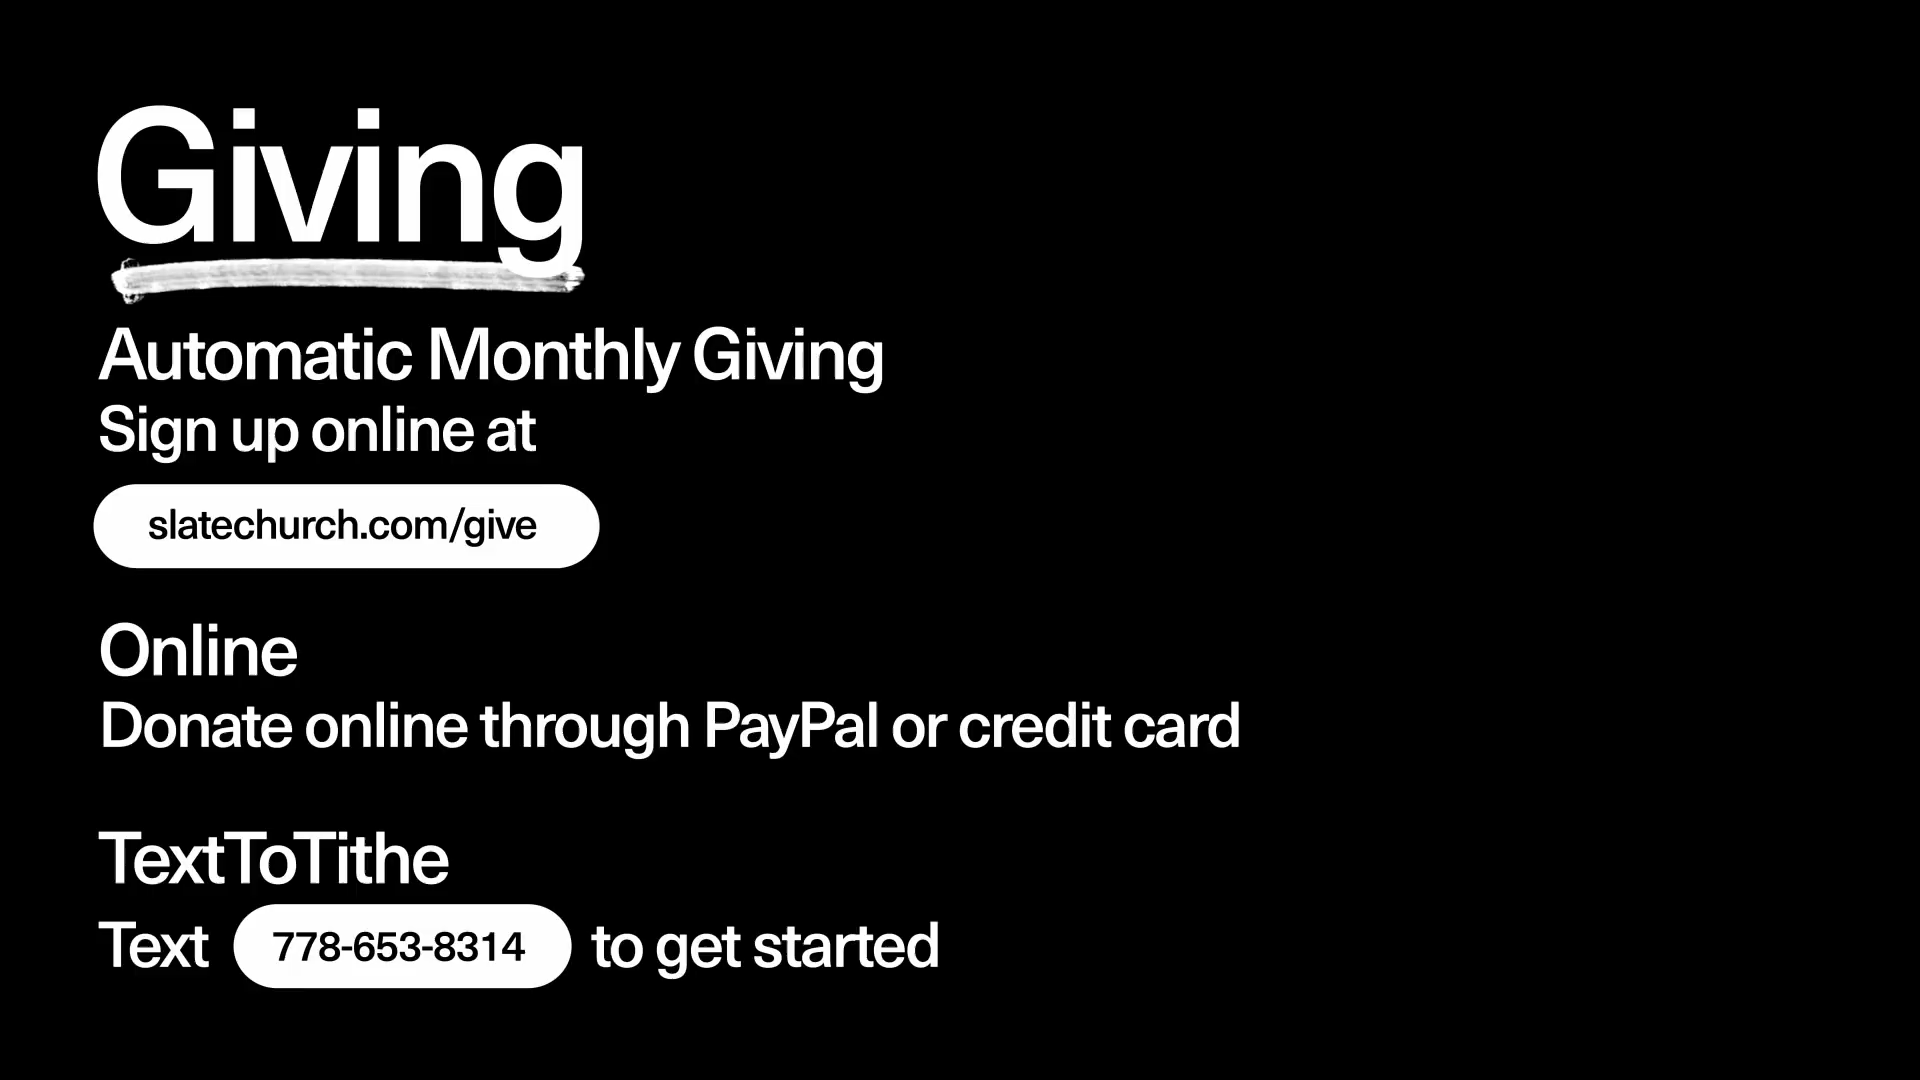 Giving
Automatic Monthly Giving
Sign up online at
slatechurch.com/give
Online
Donate online through PayPal or credit card
TextToTithe
Text 778-653-8314 to get started